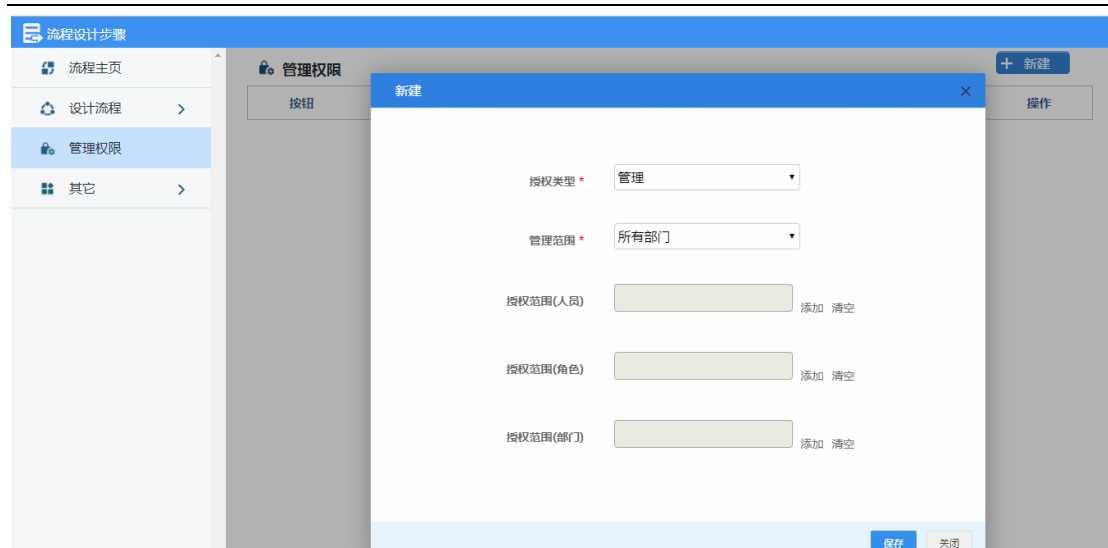 流程设计步骤
流程主页
设计流程
管理权限
其它
管理权限
+ 新建
按钮
操作
新建
×
授权类型 *
管理
管理范围 *
所有部门
授权范围(人员)
添加 清空
授权范围(角色)
添加 清空
授权范围(部门)
添加 清空
保存 关闭